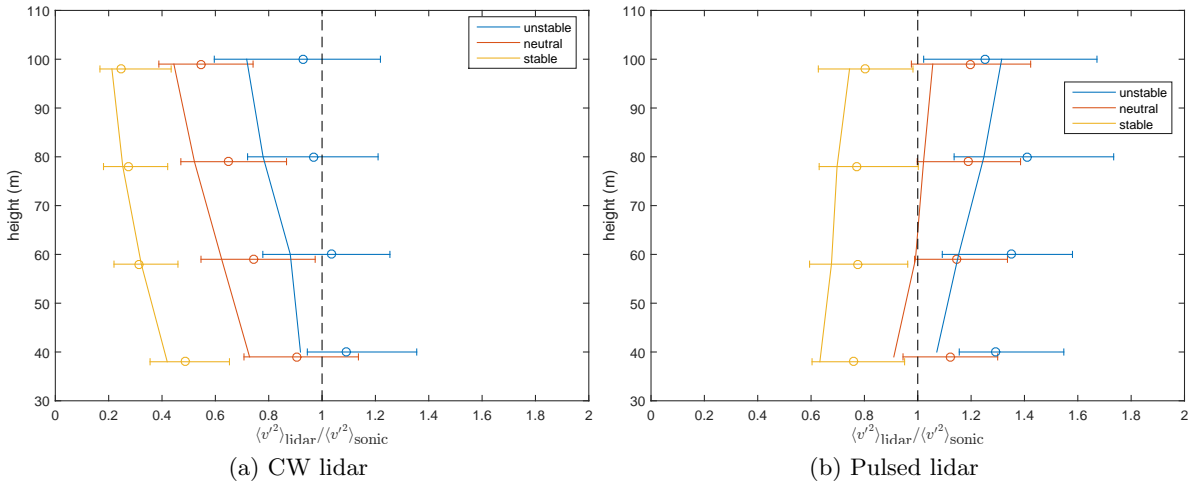 110
100
90
80
70
60
50
40
30
height (m)
unstable
neutral
stable
0 0.2 0.4 0.6 0.8 1 1.2 1.4 1.6 1.8 2
⟨v′²⟩lidar/⟨v′²⟩sonic
(a) CW lidar
110
100
90
80
70
60
50
40
30
height (m)
unstable
neutral
stable
0 0.2 0.4 0.6 0.8 1 1.2 1.4 1.6 1.8 2
⟨v′²⟩lidar/⟨v′²⟩sonic
(b) Pulsed lidar